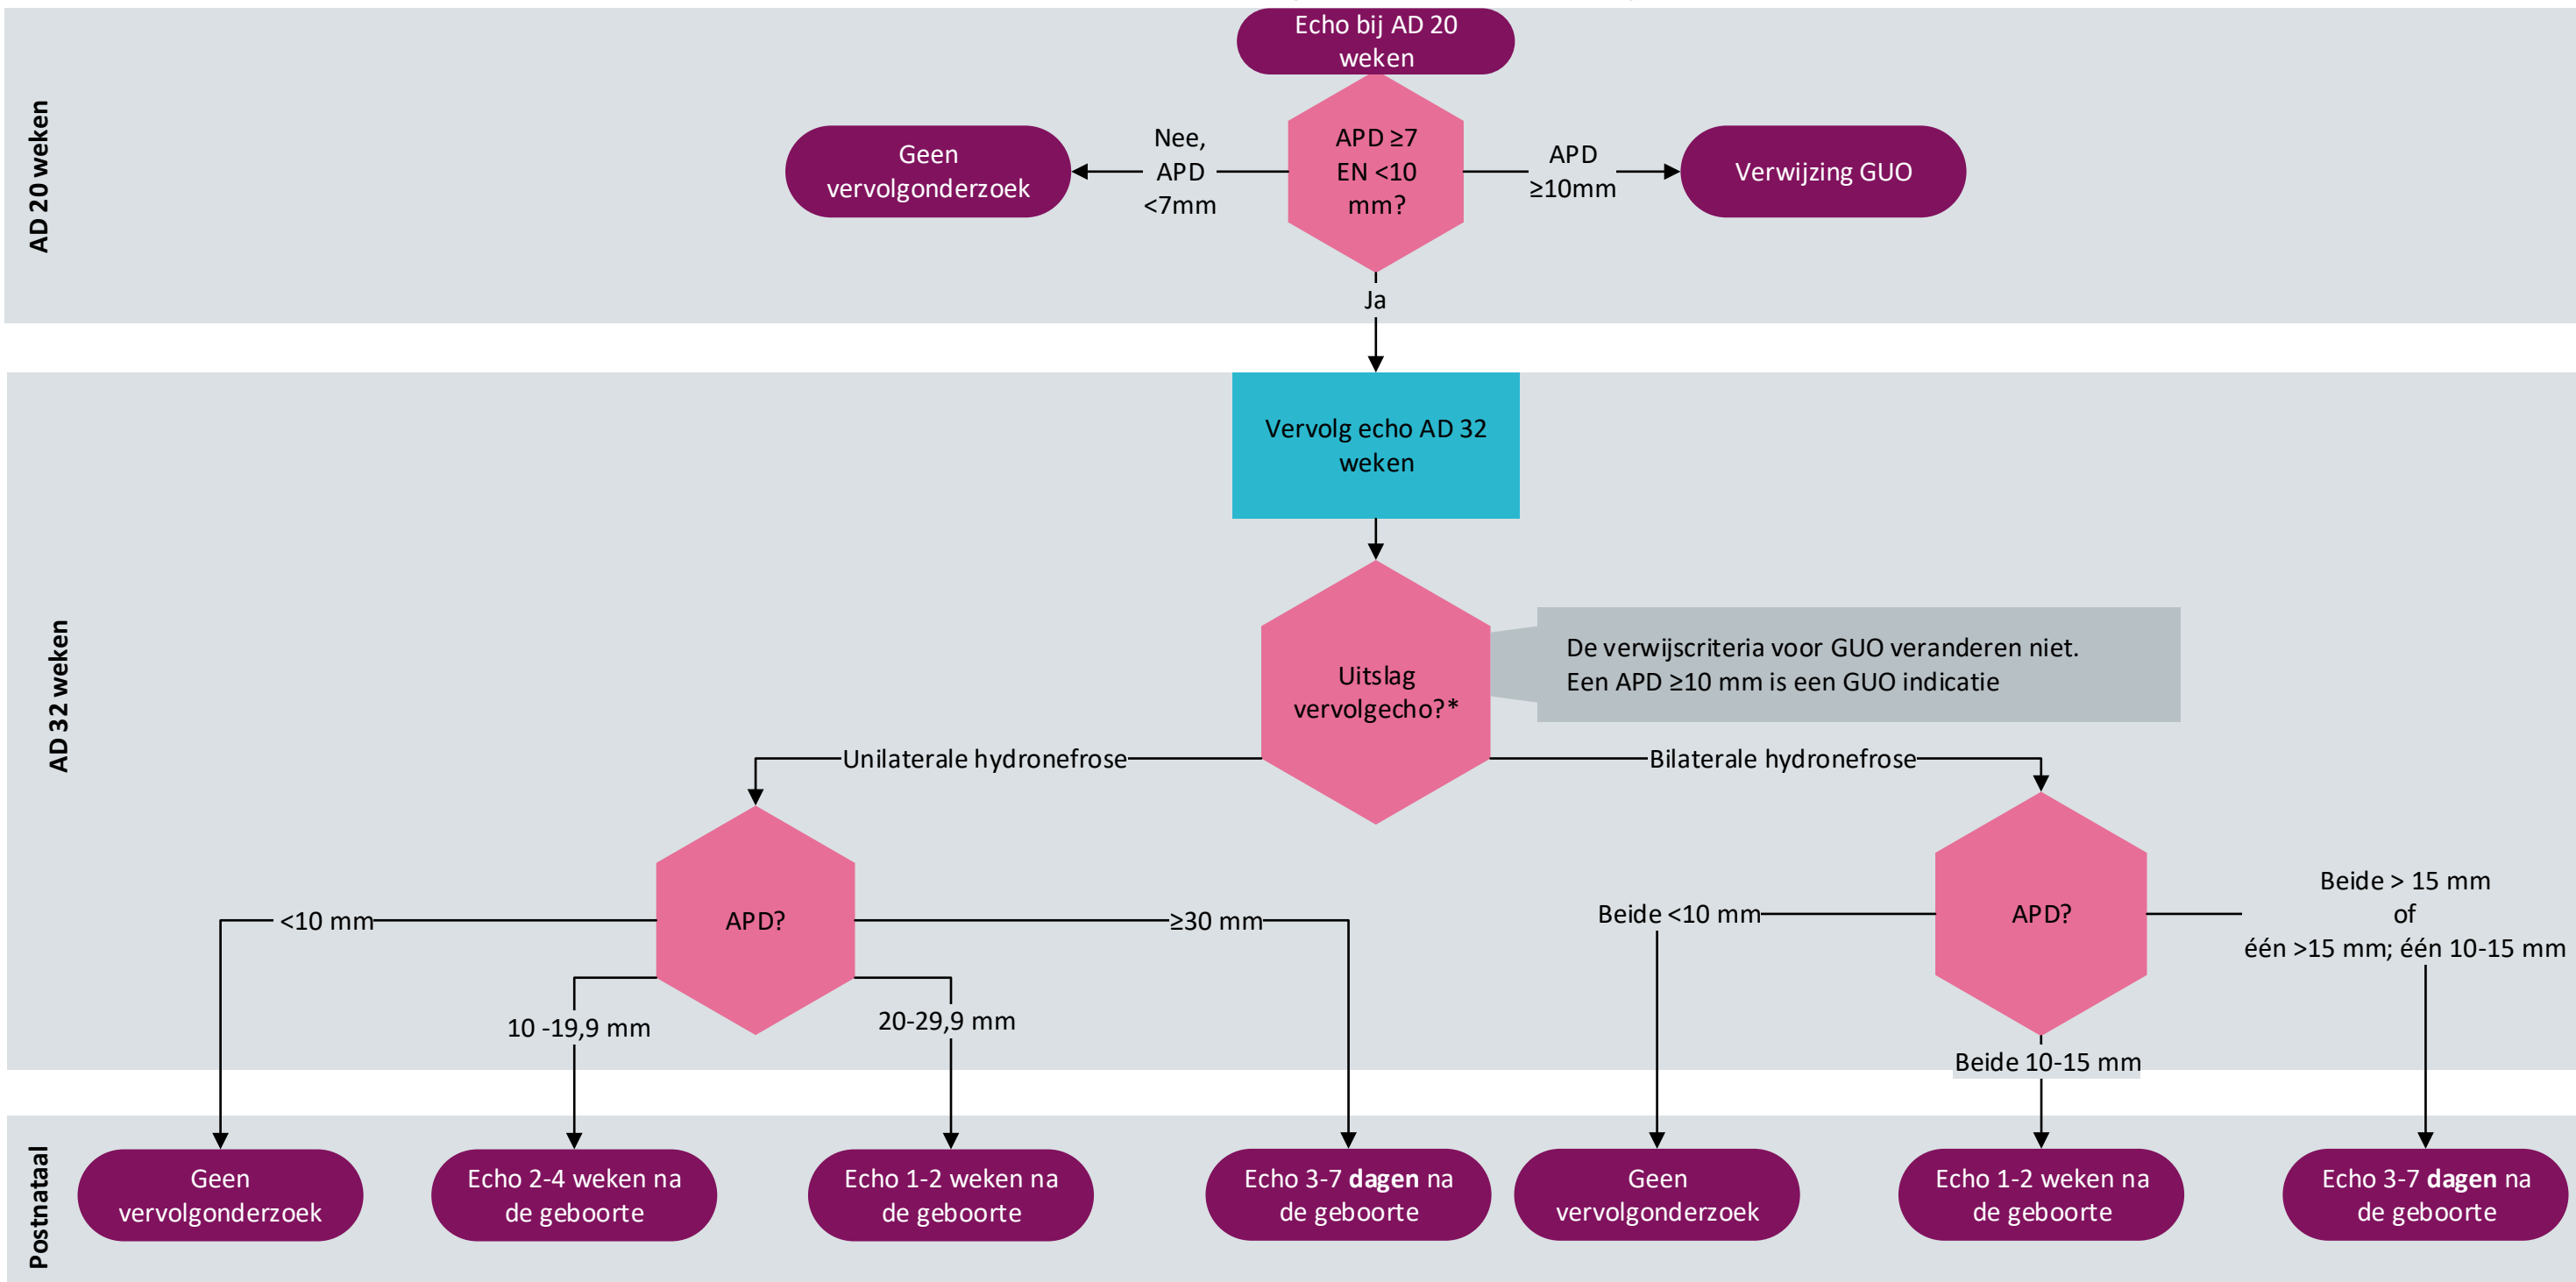 Echo bij AD 20
weken
AD 20 weken
Geen
vervolgonderzoek
Nee,
APD
<7mm
APD ≥7
EN <10
mm?
APD
≥10mm
Verwijzing GUO
Ja
AD 32 weken
Vervolg echo AD 32
weken
Uitslag
vervolgecho?*
De verwijscriteria voor GUO veranderen niet.
Een APD ≥10 mm is een GUO indicatie
Unilaterale hydronefrose
Bilaterale hydronefrose
APD?
<10 mm
10 -19,9 mm
20-29,9 mm
≥30 mm
APD?
Beide <10 mm
Beide 10-15 mm
Beide > 15 mm
of
één >15 mm; één 10-15 mm
Postnataal
Geen
vervolgonderzoek
Echo 2-4 weken na
de geboorte
Echo 1-2 weken na
de geboorte
Echo 3-7 dagen na
de geboorte
Geen
vervolgonderzoek
Echo 1-2 weken na
de geboorte
Echo 3-7 dagen na
de geboorte